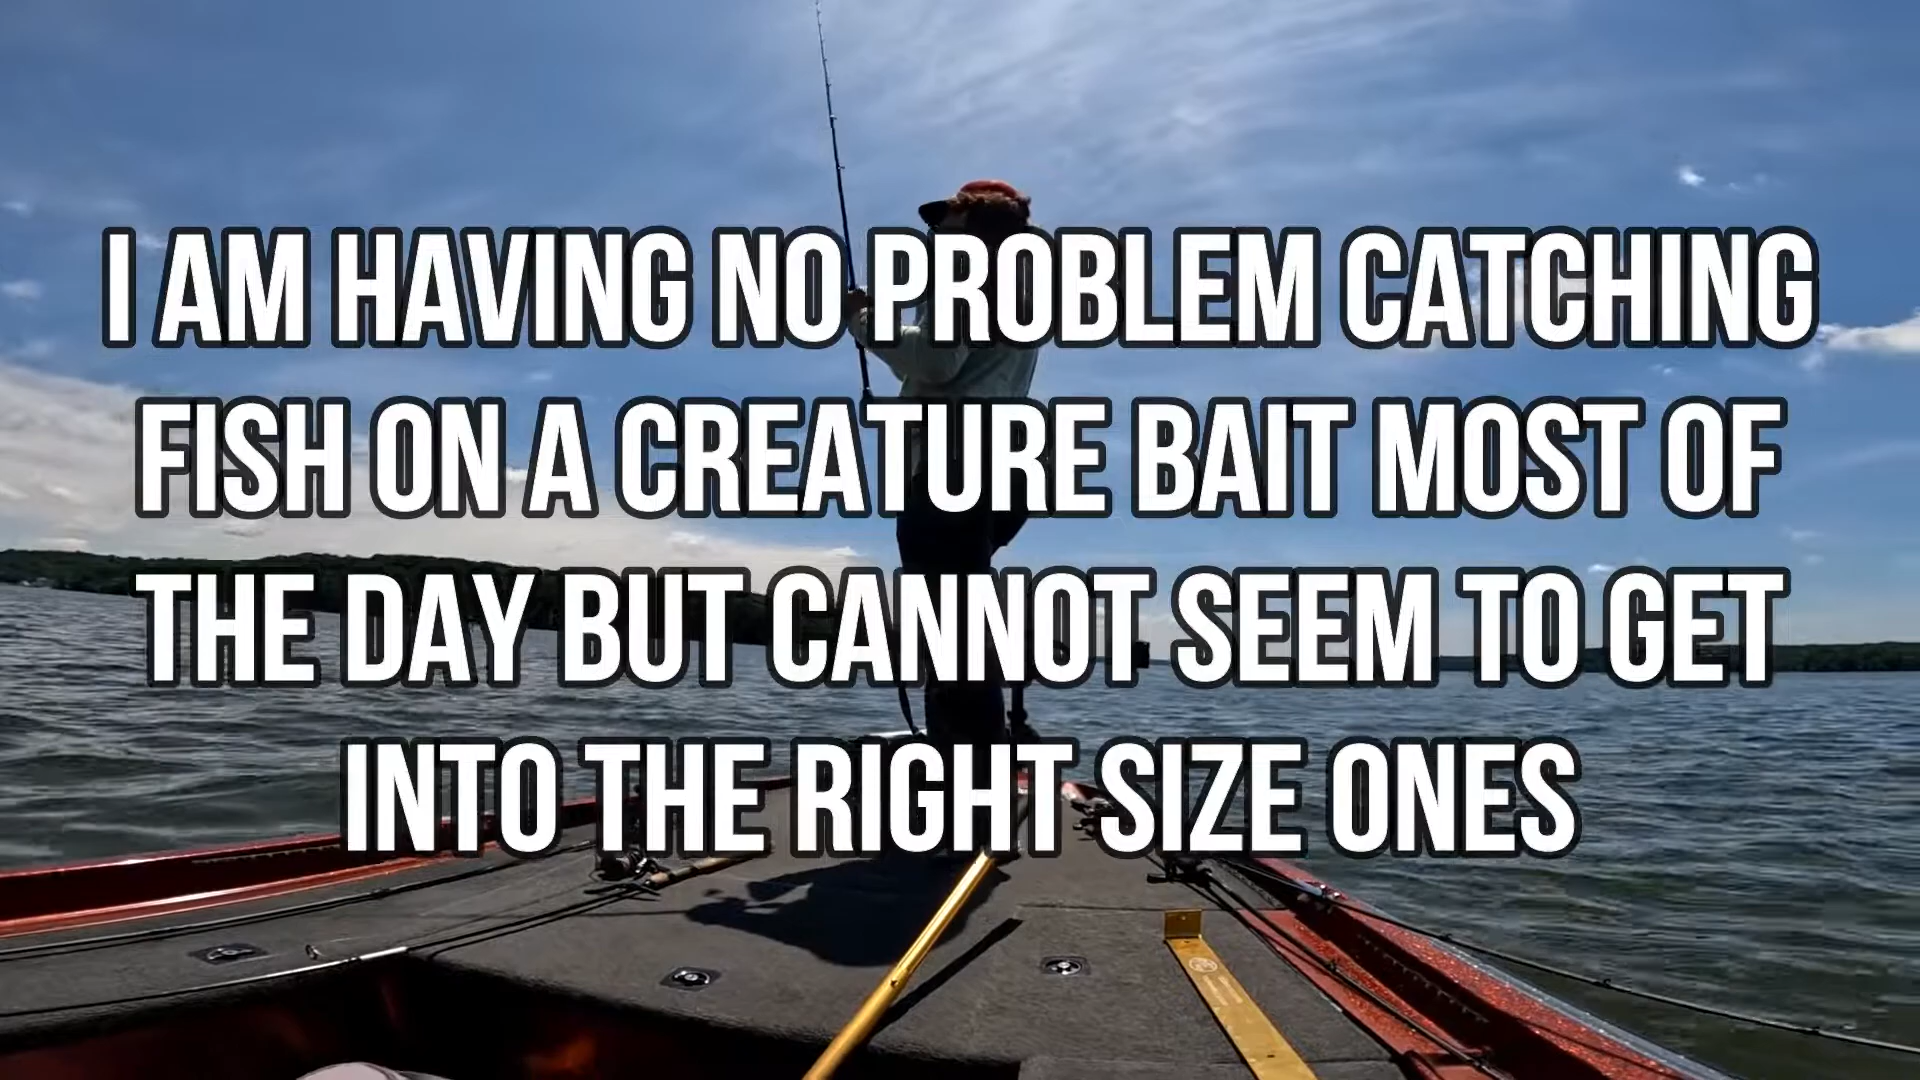 I AM HAVING NO PROBLEM CATCHING
FISH ON A CREATURE BAIT MOST OF
THE DAY BUT CANNOT SEEM TO GET
INTO THE RIGHT SIZE ONES